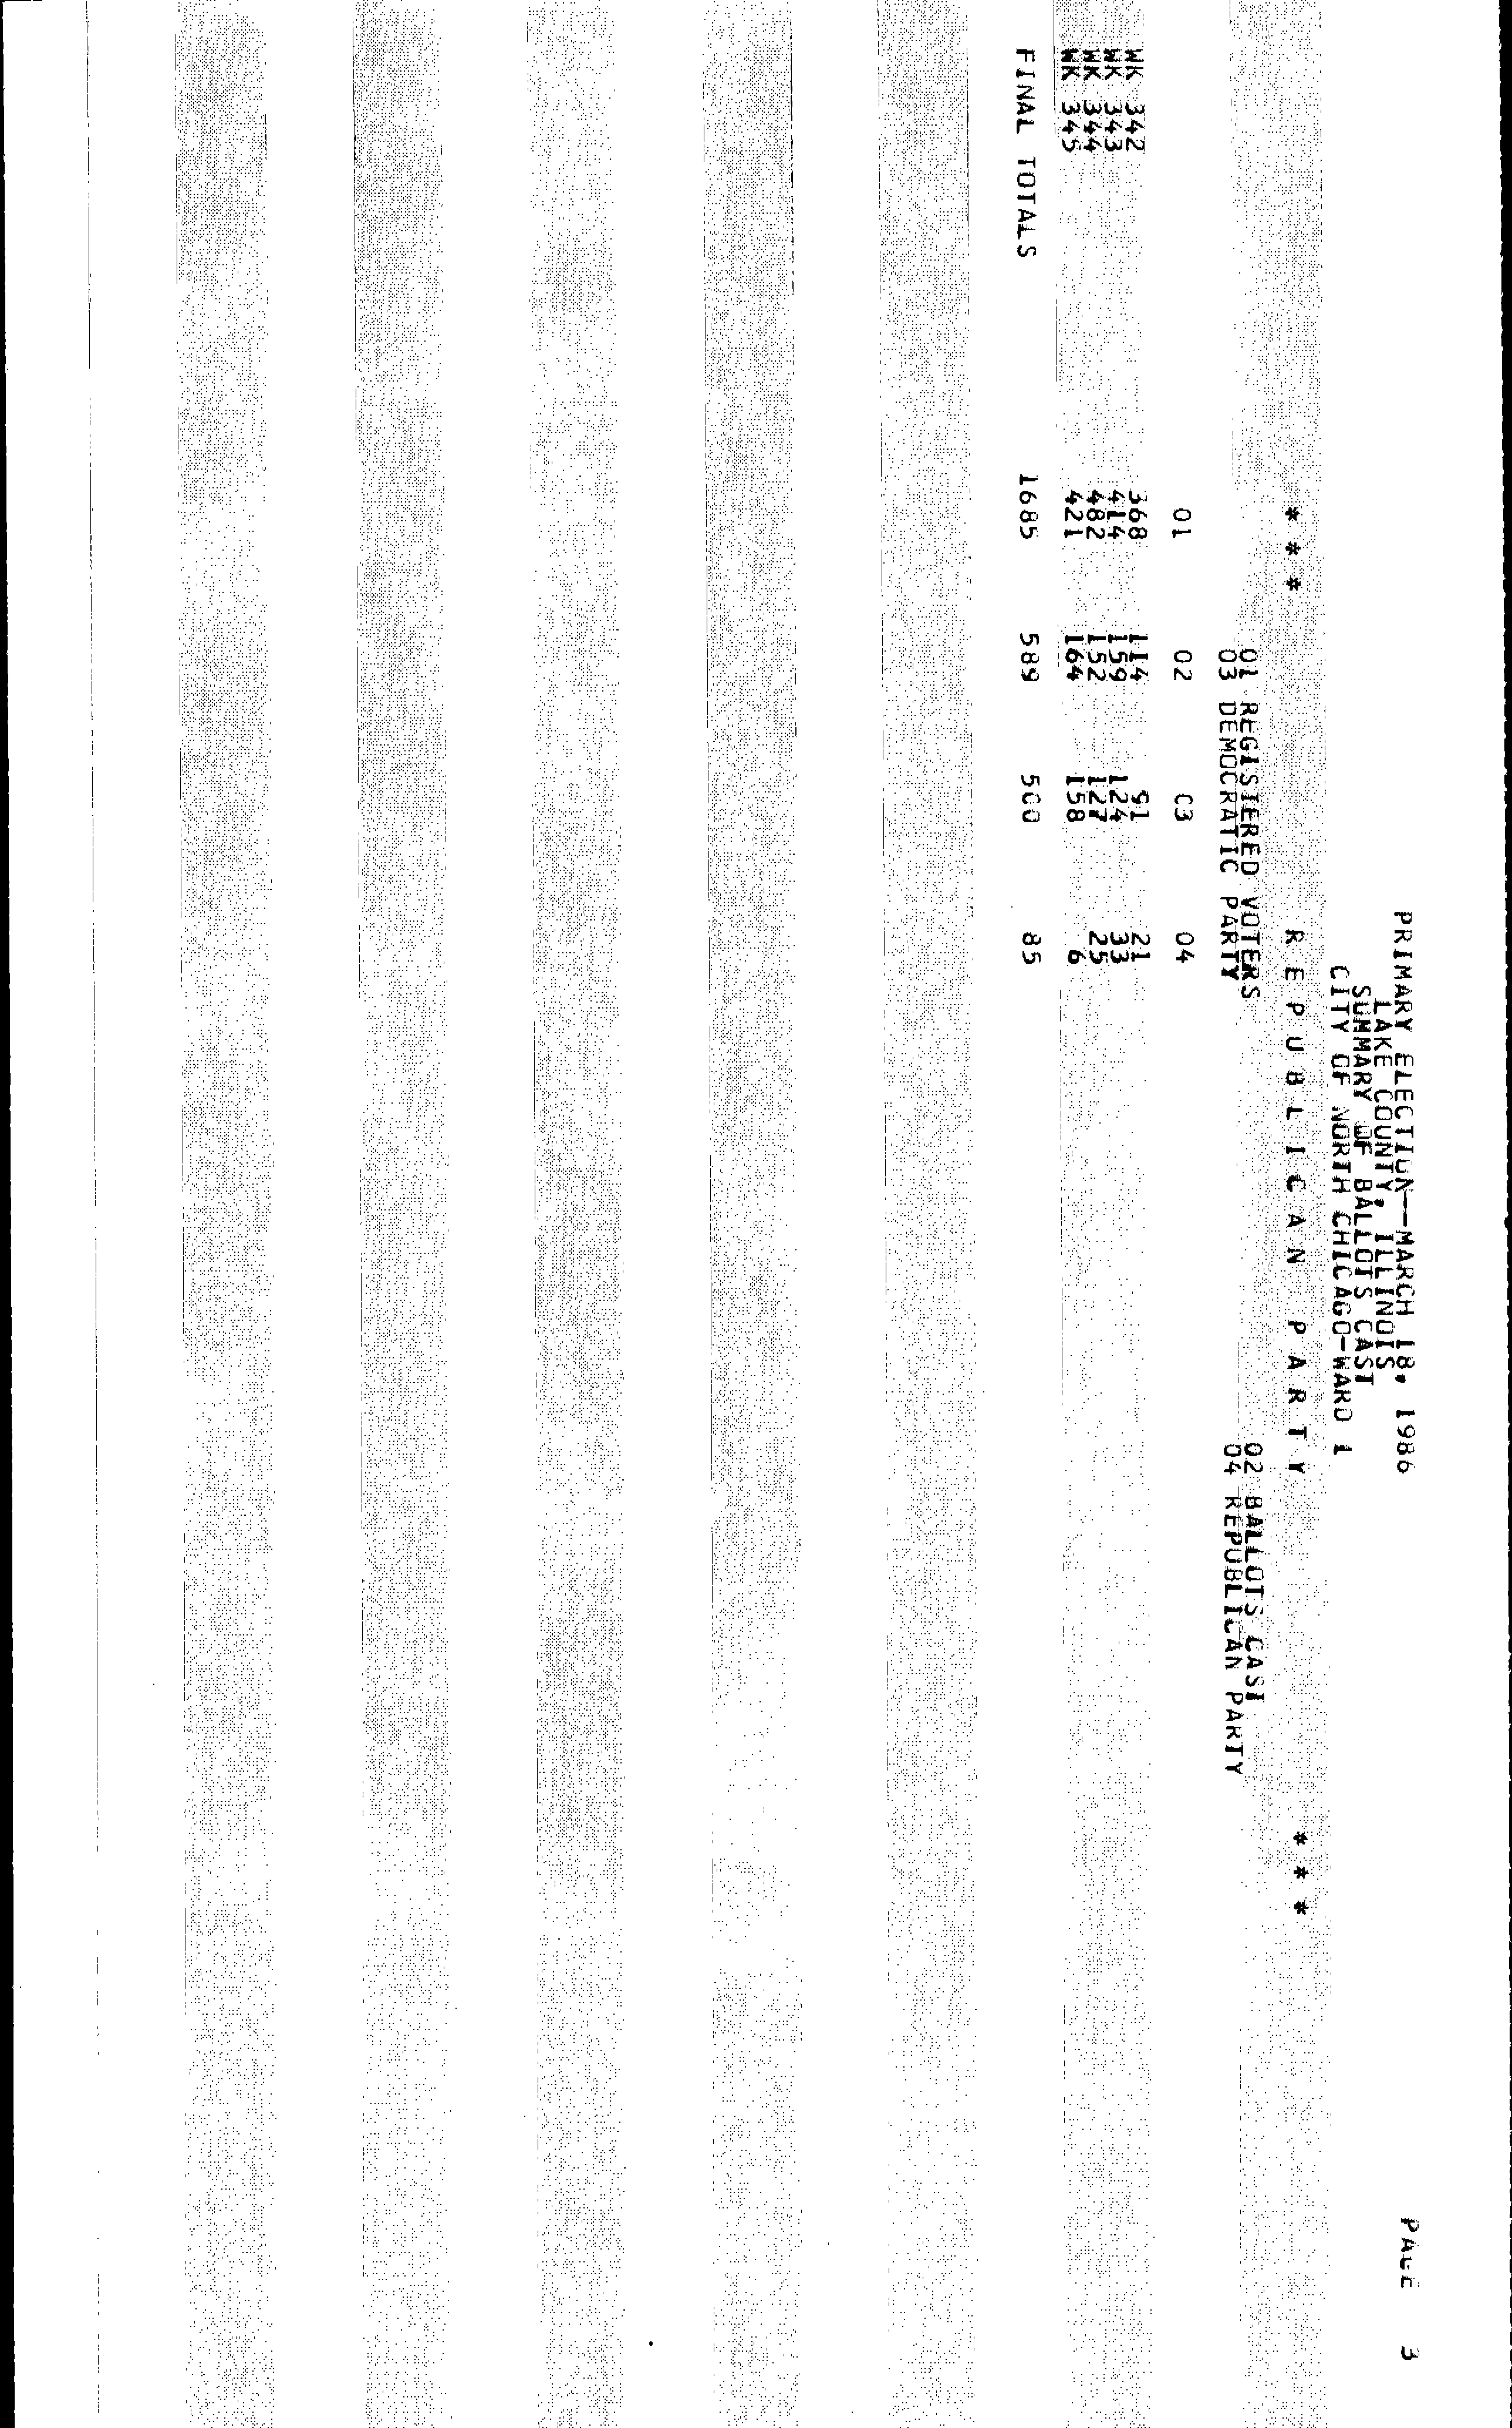 PRIMARY ELECTION--MARCH 18, 1986 PAGE 3
LAKE COUNTY, ILLINOIS
SUMMARY OF BALLOTS CAST
CITY OF NORTH CHICAGO-WARD 1
* * * R E P U B L I C A N P A R T Y * * *
01 REGISTERED VOTERS 02 BALLOTS CAST
03 DEMOCRATIC PARTY 04 REPUBLICAN PARTY
01 02 03 04
WK 342 368 114 91 21
WK 343 414 159 124 33
WK 344 482 152 127 25
WK 345 421 164 158 6
FINAL TOTALS 1685 589 500 85